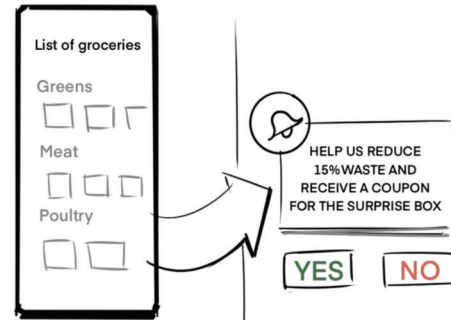 List of groceries
Greens
Meat
Poultry
HELP US REDUCE
15% WASTE AND
RECEIVE A COUPON
FOR THE SURPRISE BOX
YES
NO